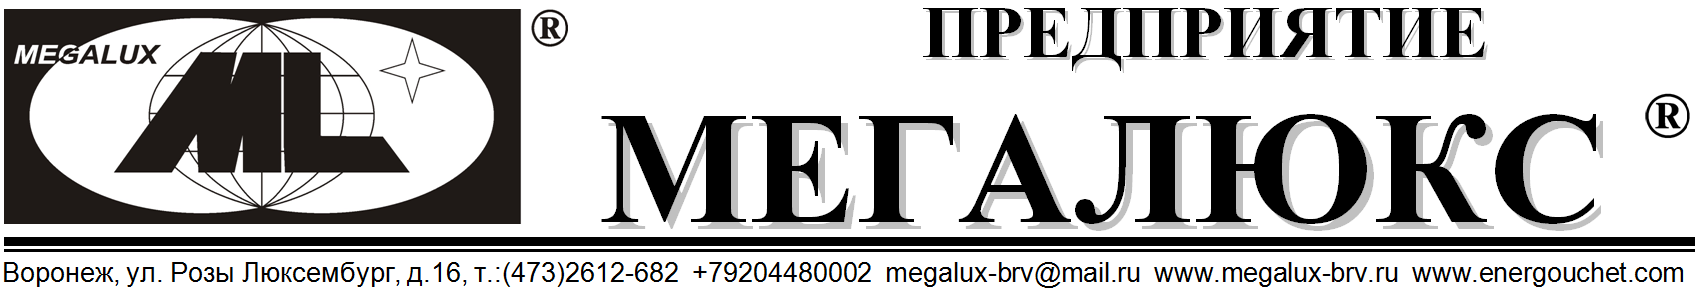 MEGALUX
ML
®
ПРЕДПРИЯТИЕ
МЕГАЛЮКС ®
Воронеж, ул. Розы Люксембург, д.16, т.:(473)2612-682 +79204480002 megalux-brv@mail.ru www.megalux-brv.ru www.energouchet.com